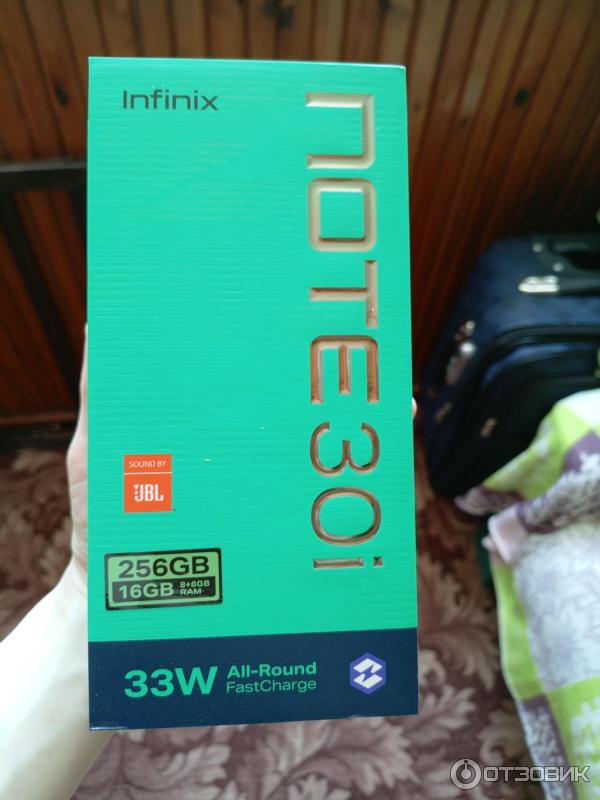 Infinix
NOTE 30i
SOUND BY
JBL
256GB
16GB 8+8GB RAM
33W All-Round FastCharge
ОТЗОВИК